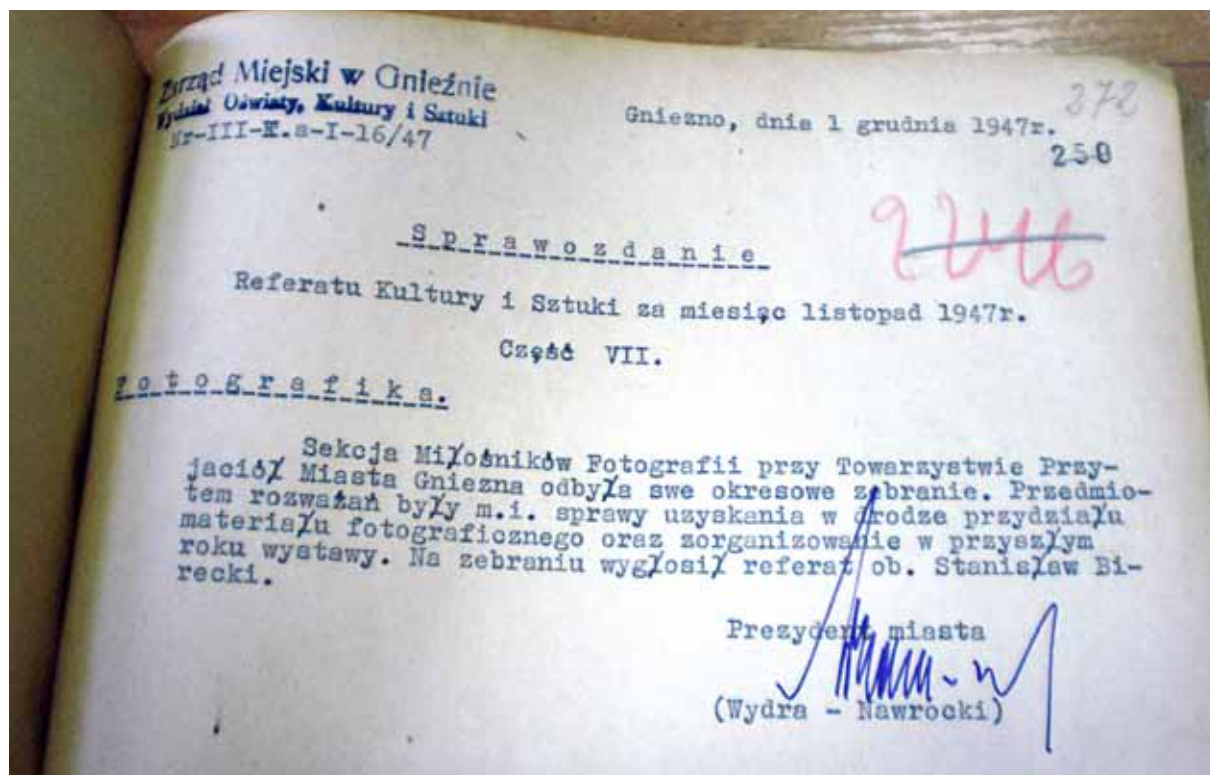 Zarząd Miejski w Gnieźnie
Wydział Oświaty, Kultury i Sztuki
Nr-III-K.s-I-16/47
272
Gniezno, dnia 1 grudnia 1947r.
250
Sprawozdanie
Referatu Kultury i Sztuki za miesiąc listopad 1947r.
Część VII.
Fotografika.
Sekcja Miłośników Fotografii przy Towarzystwie Przy-
jaciół Miasta Gniezna odbyła swe okresowe zebranie. Przedmio-
tem rozważań były m.i. sprawy uzyskania w drodze przydziału
materiału fotograficznego oraz zorganizowanie w przyszłym
roku wystawy. Na zebraniu wygłosił referat ob. Stanisław Bi-
recki.
Prezydent miasta
(Wydra - Nawrocki)